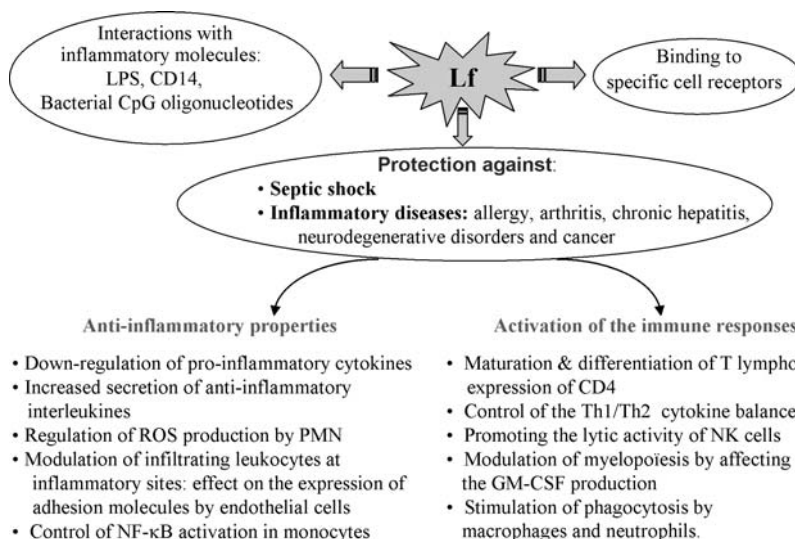 Interactions with
inflammatory molecules:
LPS, CD14,
Bacterial CpG oligonucleotides
Lf
Binding to
specific cell receptors
Protection against:
• Septic shock
• Inflammatory diseases: allergy, arthritis, chronic hepatitis,
neurodegenerative disorders and cancer
Anti-inflammatory properties
• Down-regulation of pro-inflammatory cytokines
• Increased secretion of anti-inflammatory
interleukines
• Regulation of ROS production by PMN
• Modulation of infiltrating leukocytes at
inflammatory sites: effect on the expression of
adhesion molecules by endothelial cells
• Control of NF-κB activation in monocytes
Activation of the immune responses
• Maturation & differentiation of T lympho
expression of CD4
• Control of the Th1/Th2 cytokine balance
• Promoting the lytic activity of NK cells
• Modulation of myelopoïesis by affecting
the GM-CSF production
• Stimulation of phagocytosis by
macrophages and neutrophils.